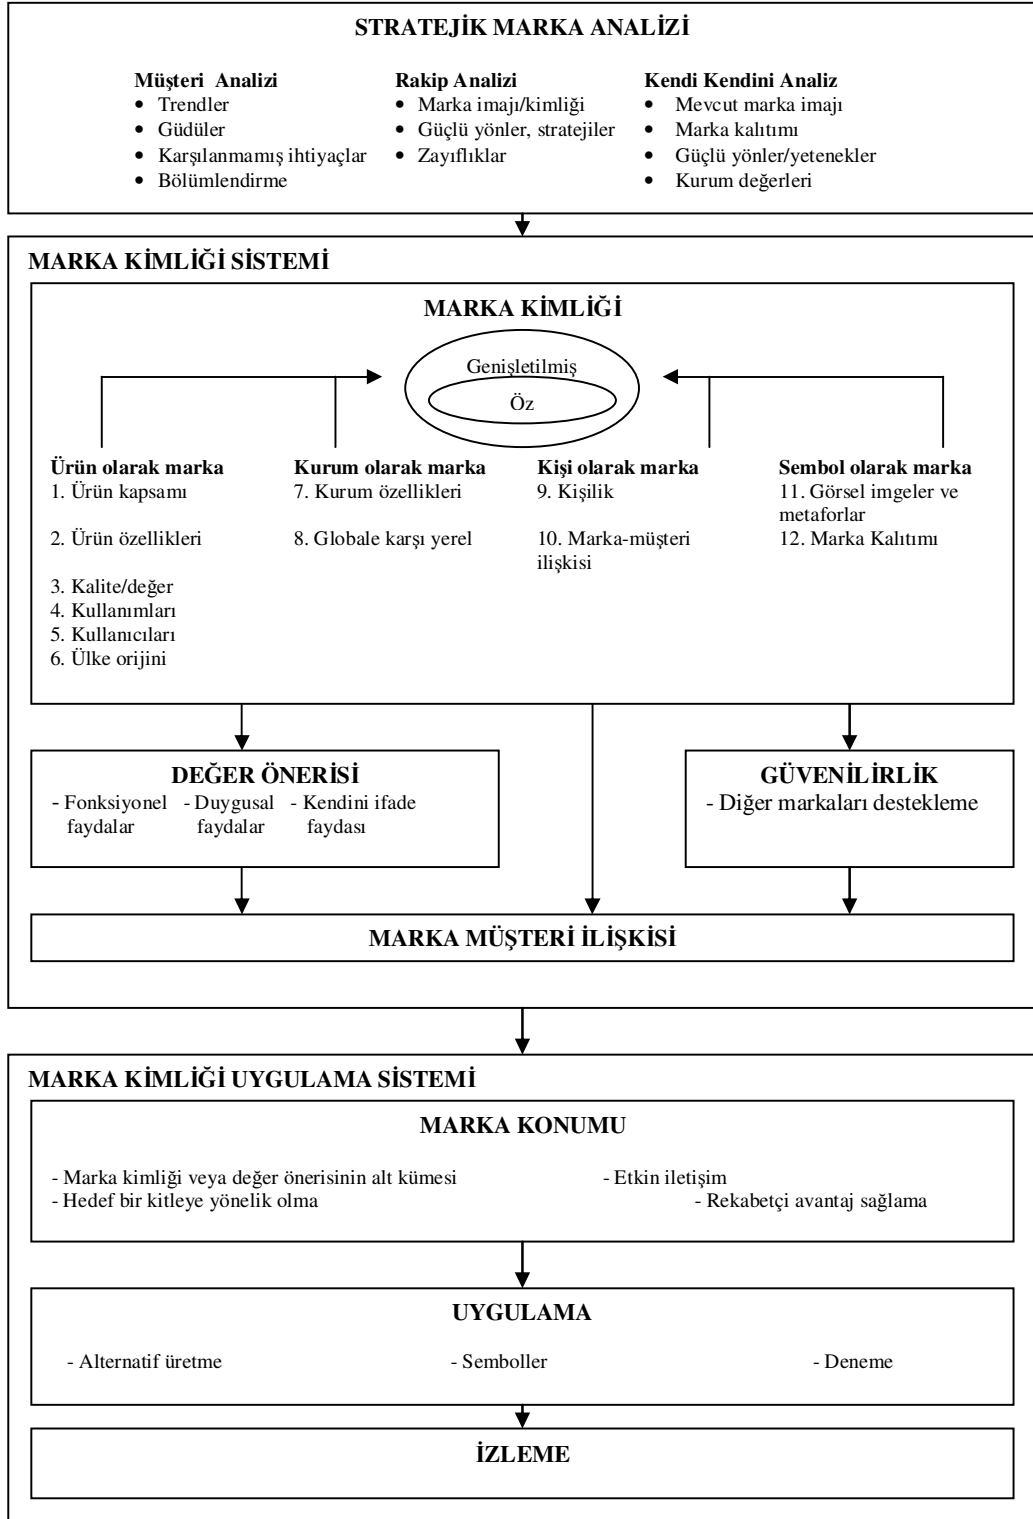 STRATEJİK MARKA ANALİZİ
Müşteri Analizi
• Trendler
• Güdüler
• Karşılanmamış ihtiyaçlar
• Bölümlendirme
Rakip Analizi
• Marka imajı/kimliği
• Güçlü yönler, stratejiler
• Zayıflıklar
Kendi Kendini Analiz
• Mevcut marka imajı
• Marka kalıtımı
• Güçlü yönler/yetenekler
• Kurum değerleri
MARKA KİMLİĞİ SİSTEMİ
MARKA KİMLİĞİ
Genişletilmiş
Öz
Ürün olarak marka
1. Ürün kapsamı
2. Ürün özellikleri
3. Kalite/değer
4. Kullanımları
5. Kullanıcıları
6. Ülke orijini
Kurum olarak marka
7. Kurum özellikleri
8. Globale karşı yerel
Kişi olarak marka
9. Kişilik
10. Marka-müşteri
ilişkisi
Sembol olarak marka
11. Görsel imgeler ve
metaforlar
12. Marka Kalıtımı
DEĞER ÖNERİSİ
- Fonksiyonel
faydalar
- Duygusal
faydalar
- Kendini ifade
faydası
GÜVENİLİRLİK
- Diğer markaları destekleme
MARKA MÜŞTERİ İLİŞKİSİ
MARKA KİMLİĞİ UYGULAMA SİSTEMİ
MARKA KONUMU
- Marka kimliği veya değer önerisinin alt kümesi
- Hedef bir kitleye yönelik olma
- Etkin iletişim
- Rekabetçi avantaj sağlama
UYGULAMA
- Alternatif üretme
- Semboller
- Deneme
İZLEME